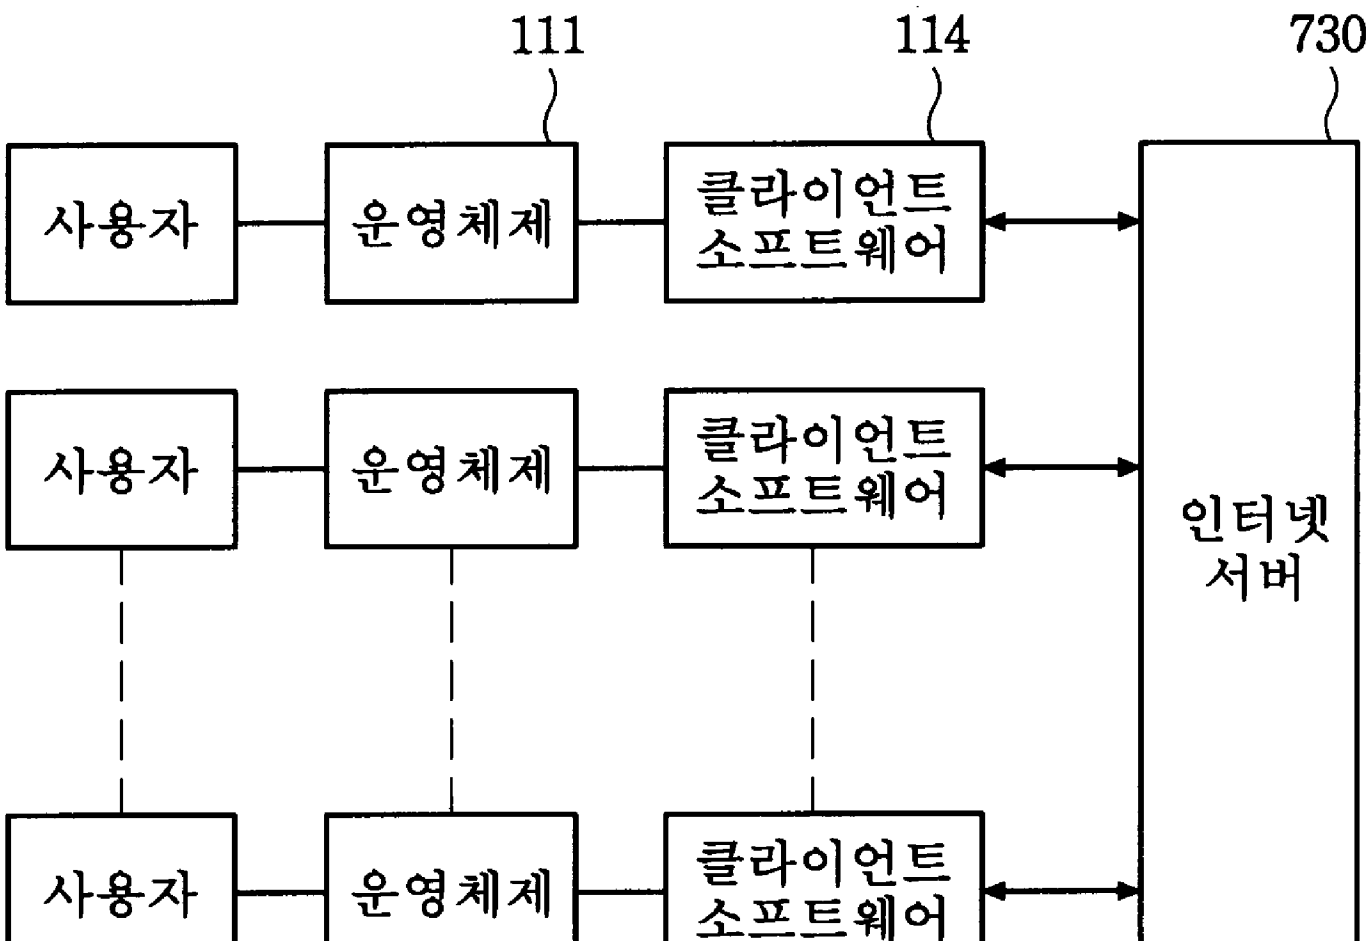 111
114
730
사용자
운영체제
클라이언트
소프트웨어
사용자
운영체제
클라이언트
소프트웨어
인터넷
서버
사용자
운영체제
클라이언트
소프트웨어